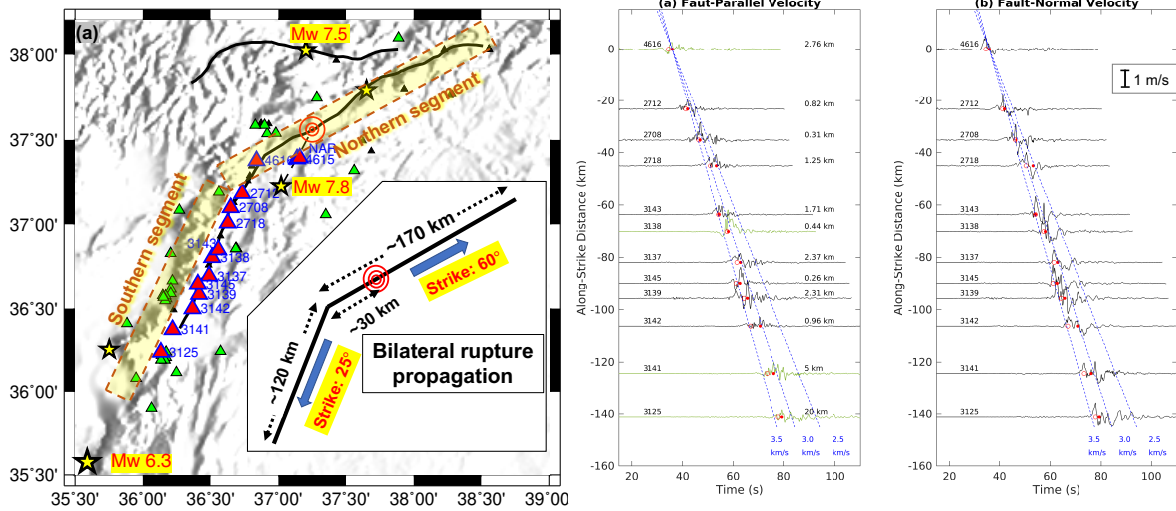 (a)
Mw 7.5
38°00'
37°30'
37°00'
36°30'
36°00'
35°30'
Northern segment
Southern segment
NAR
4616
4615
Mw 7.8
2712
2708
2718
3143
3138
3137
3145
3139
3142
3141
3125
Mw 6.3
~170 km
Strike: 60°
~30 km
~120 km
Strike: 25°
Bilateral rupture
propagation
35°30' 36°00' 36°30' 37°00' 37°30' 38°00' 38°30' 39°00'
(a) Faut-Parallel Velocity
Along-Strike Distance (km)
0
-20
-40
-60
-80
-100
-120
-140
-160
4616 2.76 km
2712 0.82 km
2708 0.31 km
2718 1.25 km
3143 1.71 km
3138 0.44 km
3137 2.37 km
3145 0.26 km
3139 2.31 km
3142 0.96 km
3141 5 km
3125 20 km
3.5 3.0 2.5
km/s km/s km/s
20 40 60 80 100
Time (s)
(b) Fault-Normal Velocity
1 m/s
Along-Strike Distance (km)
0
-20
-40
-60
-80
-100
-120
-140
-160
4616
2712
2708
2718
3143
3138
3137
3145
3139
3142
3141
3125
3.5 3.0 2.5
km/s km/s km/s
20 40 60 80 100
Time (s)